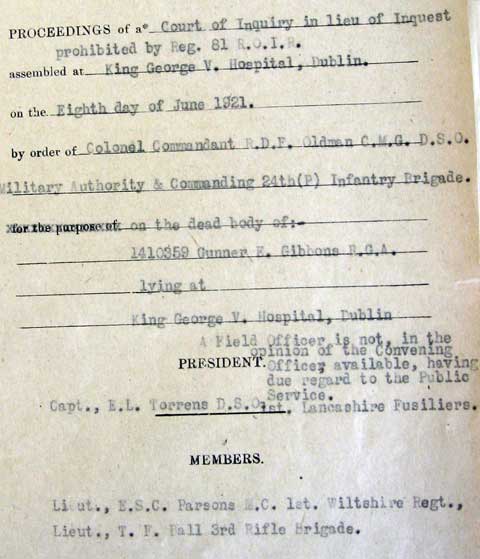 PROCEEDINGS of a* Court of Inquiry in lieu of Inquest
prohibited by Reg. 81 R.O.I.R.
assembled at King George V. Hospital, Dublin.
on the Eighth day of June 1921.
by order of Colonel Commandant R.D.F. Oldman C.M.G. D.S.O.
Military Authority & Commanding 24th(P) Infantry Brigade.
for the purpose of on the dead body of:-
1410359 Gunner E. Gibbons R.G.A.
lying at
King George V. Hospital, Dublin
A Field Officer is not, in the
opinion of the Convening
PRESIDENT. Officer available, having
due regard to the Public
Service.
Capt., E.L. Torrens D.S.O 1st. Lancashire Fusiliers.
MEMBERS.
Lieut., E.S.C. Parsons M.C. 1st. Wiltshire Regt.,
Lieut., T. F. 3rd Rifle Brigade.